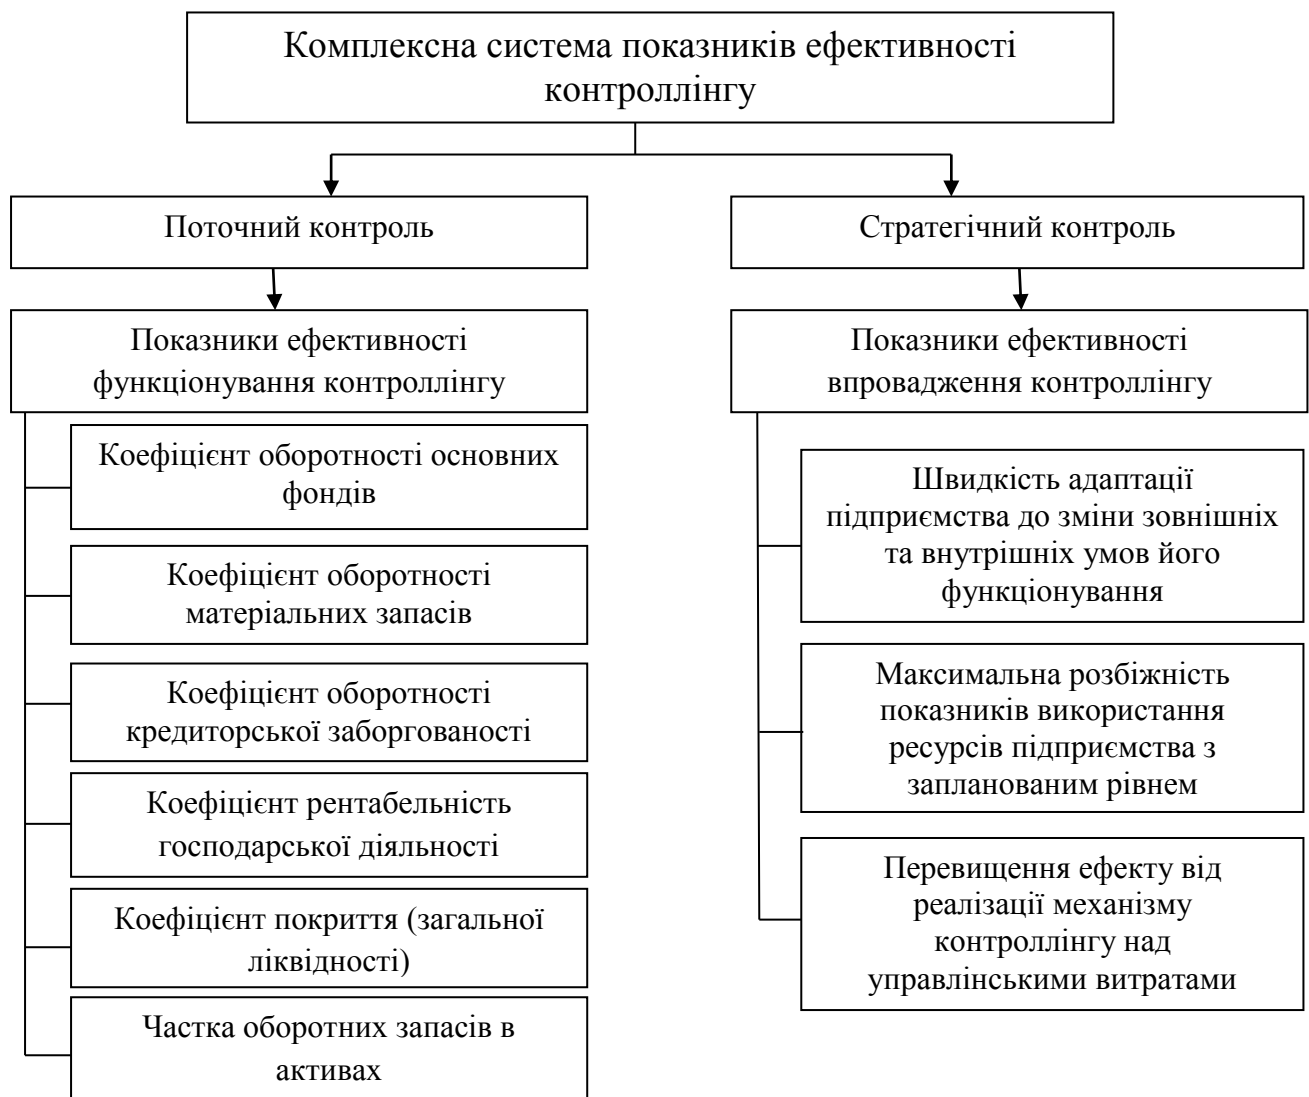 Комплексна система показників ефективності
контроллінгу
Поточний контроль
Стратегічний контроль
Показники ефективності
функціонування контроллінгу
Показники ефективності
впровадження контроллінгу
Коефіцієнт оборотності основних
фондів
Коефіцієнт оборотності
матеріальних запасів
Коефіцієнт оборотності
кредиторської заборгованості
Коефіцієнт рентабельність
господарської діяльності
Коефіцієнт покриття (загальної
ліквідності)
Частка оборотних запасів в
активах
Швидкість адаптації
підприємства до зміни зовнішніх
та внутрішніх умов його
функціонування
Максимальна розбіжність
показників використання
ресурсів підприємства з
запланованим рівнем
Перевищення ефекту від
реалізації механізму
контроллінгу над
управлінськими витратами